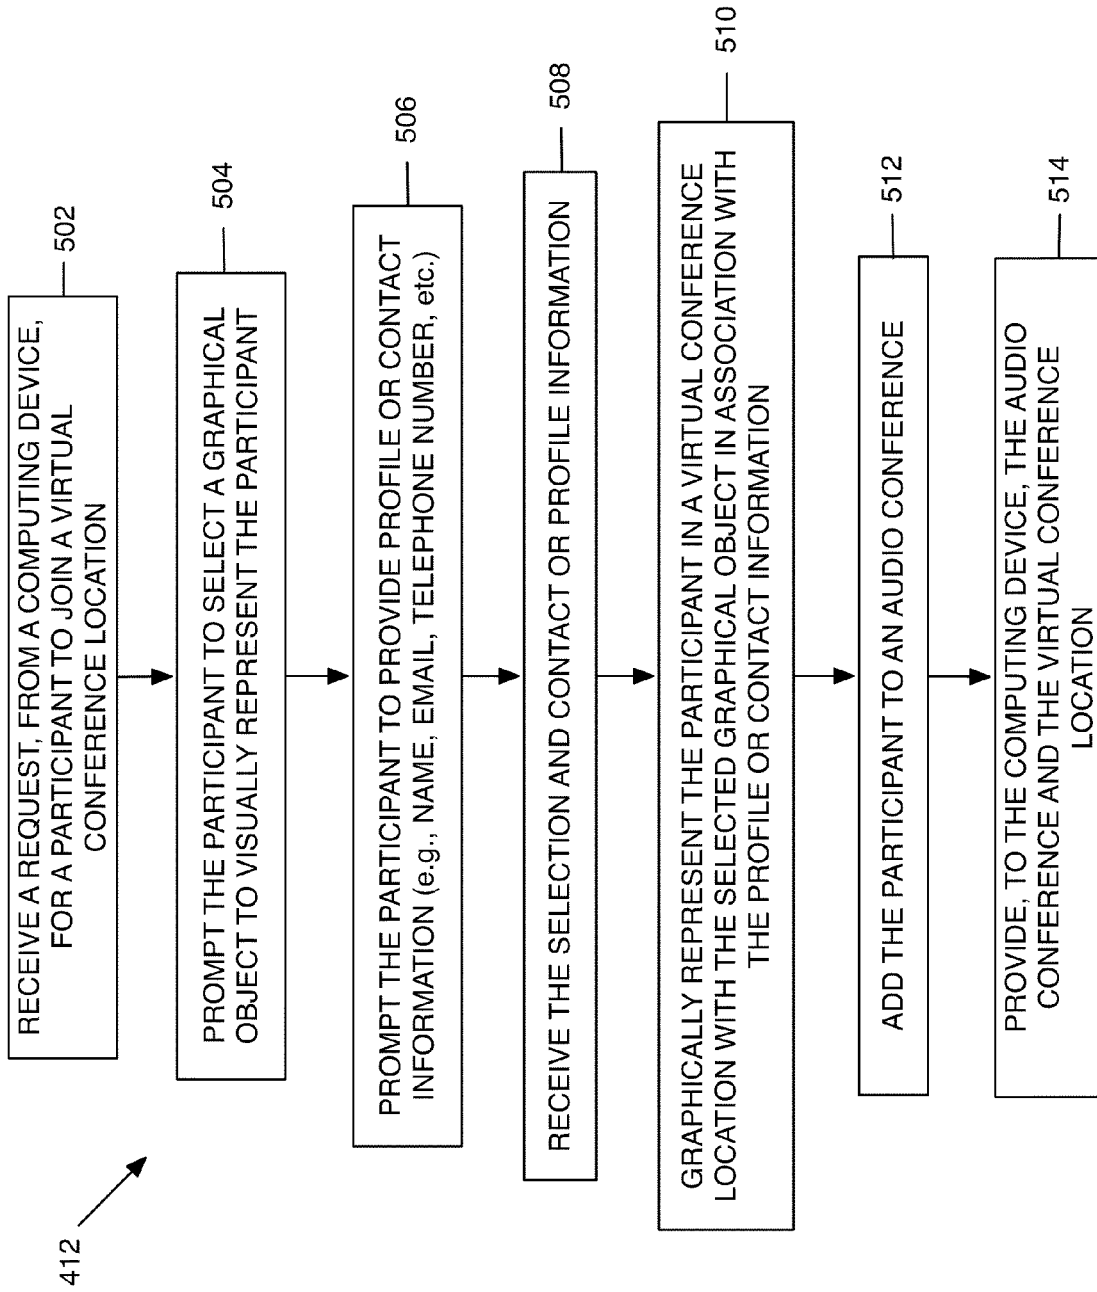 412
RECEIVE A REQUEST, FROM A COMPUTING DEVICE,
FOR A PARTICIPANT TO JOIN A VIRTUAL
CONFERENCE LOCATION
502
PROMPT THE PARTICIPANT TO SELECT A GRAPHICAL
OBJECT TO VISUALLY REPRESENT THE PARTICIPANT
504
PROMPT THE PARTICIPANT TO PROVIDE PROFILE OR CONTACT
INFORMATION (e.g., NAME, EMAIL, TELEPHONE NUMBER, etc.)
506
RECEIVE THE SELECTION AND CONTACT OR PROFILE INFORMATION
508
GRAPHICALLY REPRESENT THE PARTICIPANT IN A VIRTUAL CONFERENCE
LOCATION WITH THE SELECTED GRAPHICAL OBJECT IN ASSOCIATION WITH
THE PROFILE OR CONTACT INFORMATION
510
ADD THE PARTICIPANT TO AN AUDIO CONFERENCE
512
PROVIDE, TO THE COMPUTING DEVICE, THE AUDIO
CONFERENCE AND THE VIRTUAL CONFERENCE
LOCATION
514